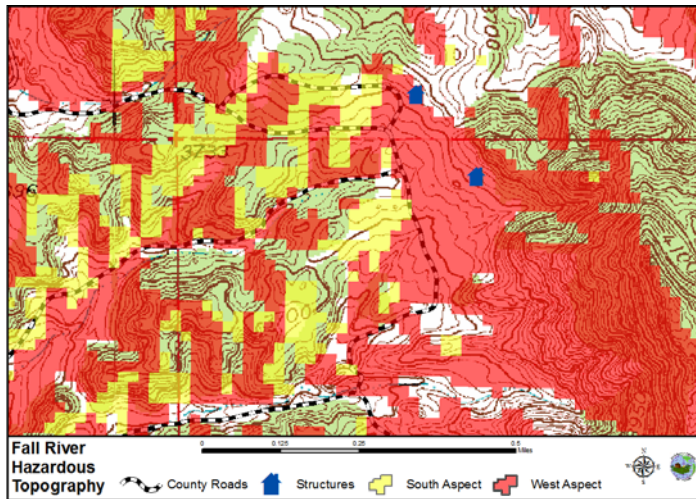 Fall River
Hazardous
Topography
0 0.125 0.25 0.5
Miles
County Roads Structures South Aspect West Aspect
N
W E
S